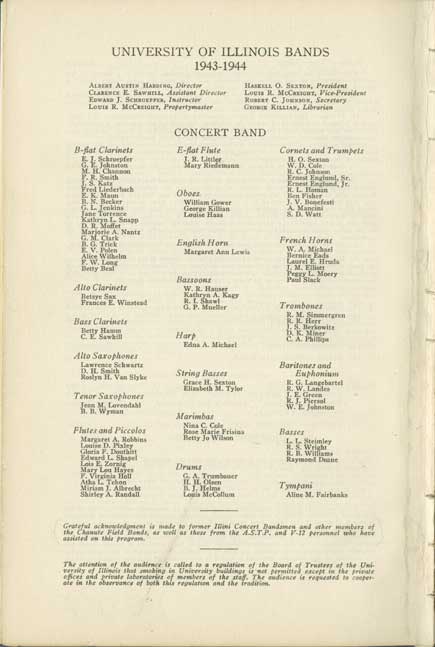 UNIVERSITY OF ILLINOIS BANDS
1943-1944
Albert Austin Harding, Director
Clarence E. Sawhill, Assistant Director
Edward J. Schroepfer, Instructor
Louis R. McCreight, Propertymaster
Haskell O. Sexton, President
Louis R. McCreight, Vice-President
Robert C. Johnson, Secretary
George Killian, Librarian
CONCERT BAND
B-flat Clarinets
E. J. Schroepfer
G. E. Johnston
M. H. Channon
F. R. Smith
J. S. Katz
Fred Liederbach
E. K. Mann
B. N. Becker
G. L. Jenkins
Jane Torrence
Kathryn L. Snapp
D. R. Moffet
Marjorie A. Nantz
G. M. Clark
B. G. Trick
E. V. Polen
Alice Wilhelm
F. W. Long
Betty Beal
Alto Clarinets
Betsye Sax
Frances E. Winstead
Bass Clarinets
Betty Hanon
C. E. Sawhill
Alto Saxophones
Lawrence Schwartz
D. H. Smith
Roslyn H. Van Slyke
Tenor Saxophones
Jean M. Lovendahl
B. B. Wyman
Flutes and Piccolos
Margaret A. Robbins
Louise D. Pixley
Gloria F. Douthitt
Edward L. Shapel
Lois E. Zornig
Mary Lou Hayes
F. Virginia Holl
Atha L. Tehon
Miriam J. Albrecht
Shirley A. Randall
E-flat Flute
J. R. Littler
Mary Riedemann
Oboes
William Gower
George Killian
Louise Haas
English Horn
Margaret Ann Lewis
Bassoons
W. R. Hauser
Kathryn A. Kagy
R. I. Shawl
G. P. Mueller
Harp
Edna A. Michael
String Basses
Grace H. Sexton
Elizabeth M. Tylor
Marimbas
Nina C. Cole
Rose Marie Frisina
Betty Jo Wilson
Drums
G. A. Trumbauer
H. H. Olsen
B. J. Helms
Louis McCollum
Cornets and Trumpets
H. O. Sexton
W. D. Cole
R. C. Johnson
Ernest Englund, Sr.
Ernest Englund, Jr.
R. L. Homan
Ben Fisher
J. V. Bonefesti
A. Mancini
S. D. Watt
French Horns
W. A. Michael
Bernice Eads
Laurel E. Hruda
J. M. Elliott
Peggy L. Moery
Paul Slack
Trombones
R. M. Simmergren
R. R. Herr
J. S. Berkowitz
D. K. Miner
C. A. Phillips
Baritones and
Euphonium
R. G. Langebartel
R. W. Landes
J. E. Green
R. J. Piersol
W. E. Johnston
Basses
L. L. Steimley
R. S. Wright
R. B. Williams
Raymond Duane
Tympani
Aline M. Fairbanks
Grateful acknowledgment is made to former Illini Concert Bandsmen and other members of
the Chanute Field Bands, as well as those from the A.S.T.P. and V-12 personnel who have
assisted on this program.
The attention of the audience is called to a regulation of the Board of Trustees of the Uni-
versity of Illinois that smoking in University buildings is not permitted except in the private
offices and private laboratories of members of the staff. The audience is requested to cooper-
ate in the observance of both this regulation and the tradition.